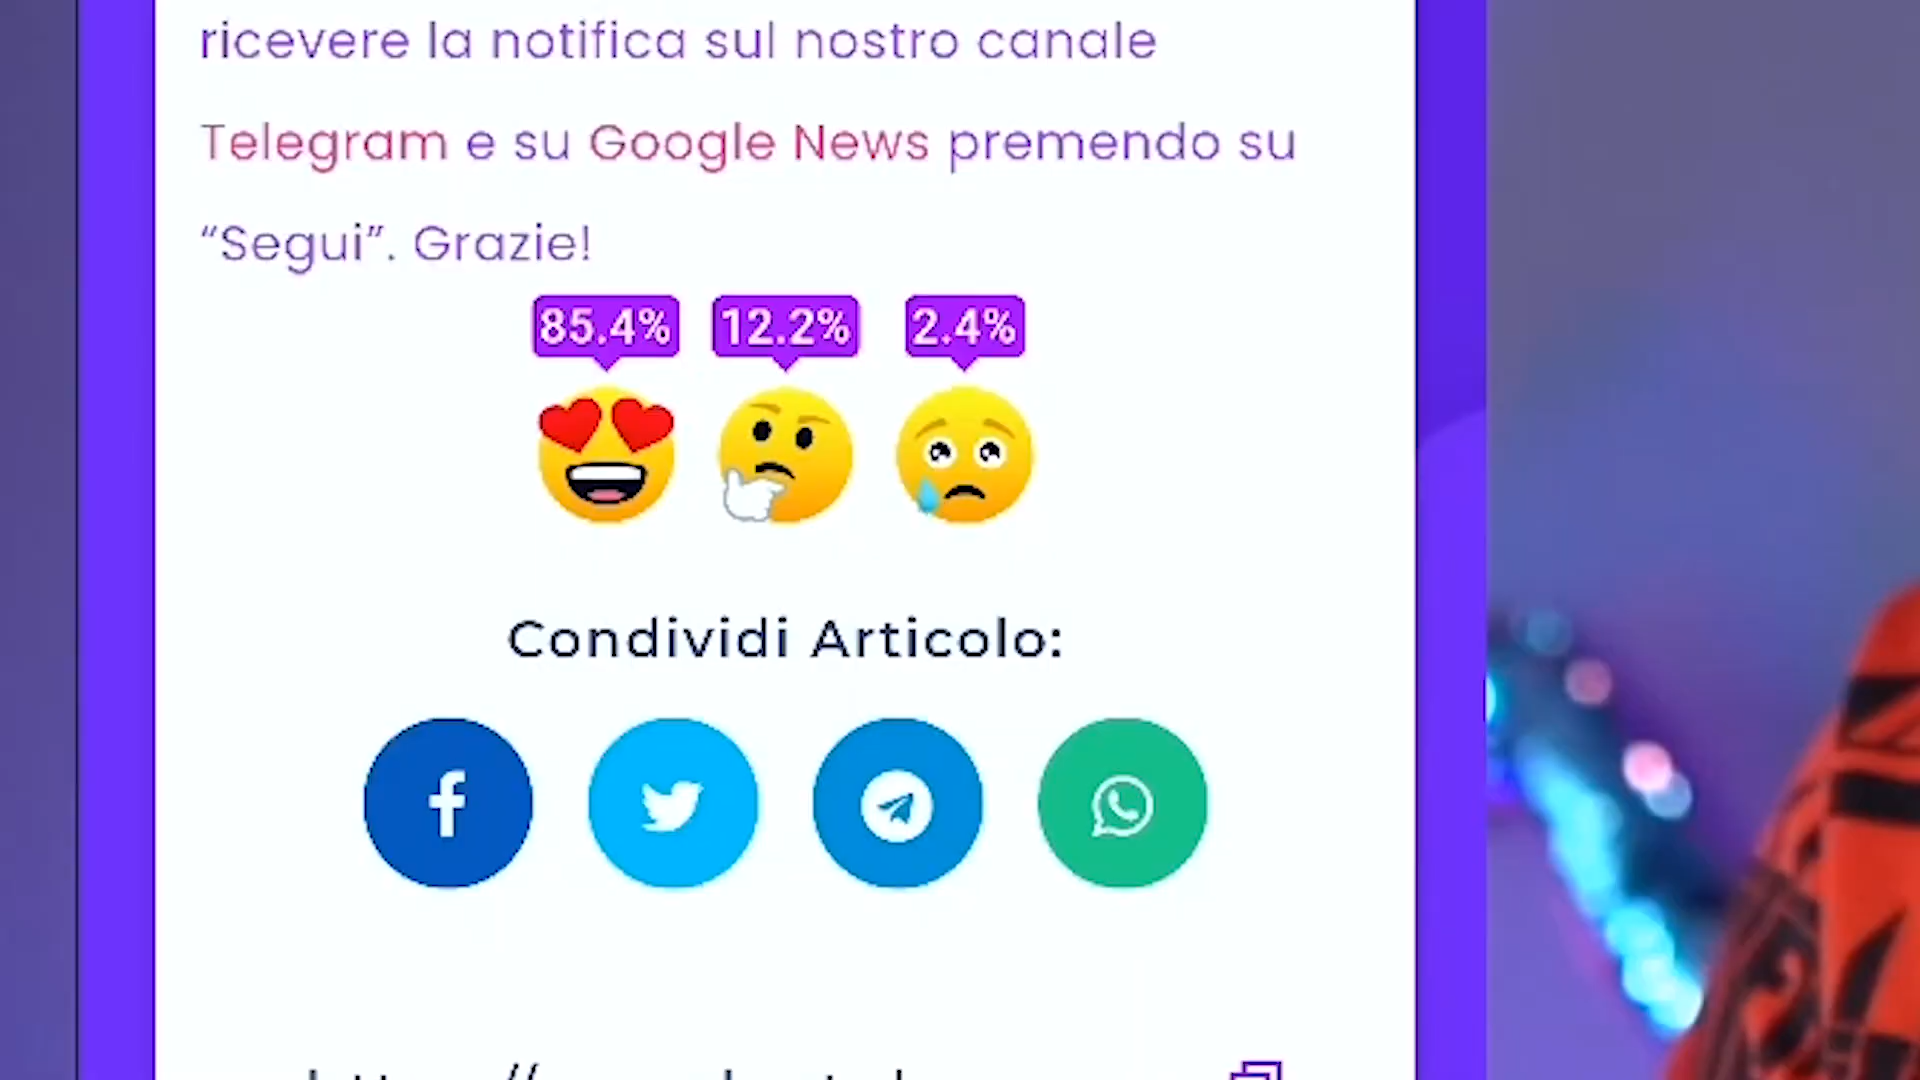 ricevere la notifica sul nostro canale
Telegram e su Google News premendo su
“Segui”. Grazie!
85.4% 12.2% 2.4%
Condividi Articolo: